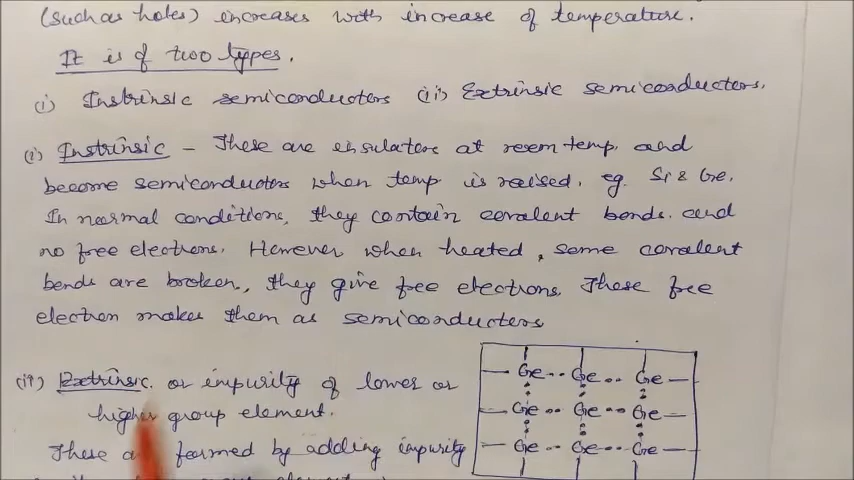 (such as holes) increases with increase of temperature.
It is of two types.
(i) Instrinsic semiconductors (ii) Extrinsic semiconductors.
(i) Instrinsic - These are insulators at room temp. and
become semiconductors when temp is raised. eg. Si & Ge.
In normal conditions, they contain covalent bonds. and
no free electrons. However when heated, some covalent
bonds are broken, they give free electrons. These free
electron makes them as semiconductors
(ii) Extrinsic. or impurity of lower or
higher group element.
These formed by adding impurity
Ge Ge Ge
Ge Ge Ge
Ge Ge Ge